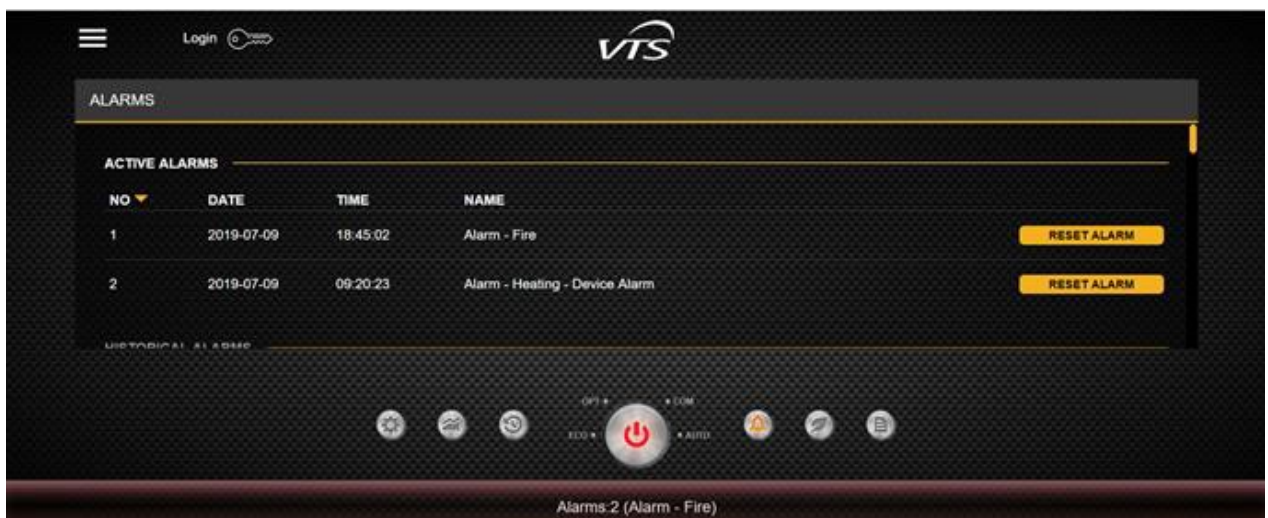 Login
VTS
ALARMS
ACTIVE ALARMS
NO DATE TIME NAME
1 2019-07-09 18:45:02 Alarm - Fire RESET ALARM
2 2019-07-09 09:20:23 Alarm - Heating - Device Alarm RESET ALARM
HISTORICAL ALARMS
OPT COM
ECO AUTO
Alarms:2 (Alarm - Fire)